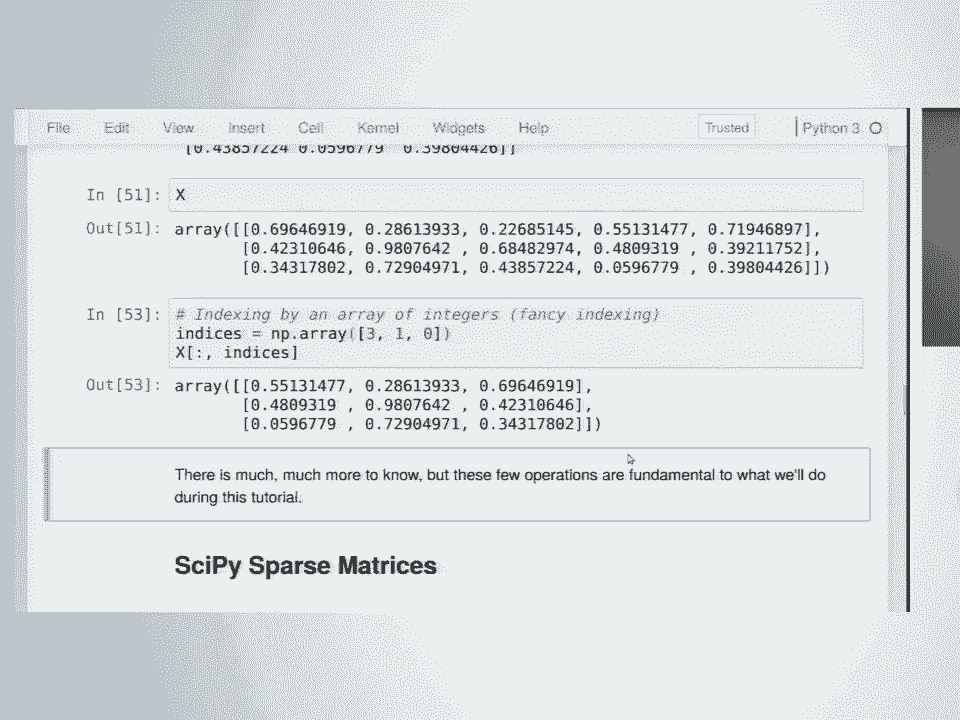 File Edit View Insert Cell Kernel Widgets Help Trusted Python 3
[0.43857224 0.0596779  0.39804426]]
In [51]: X
Out[51]: array([[0.69646919, 0.28613933, 0.22685145, 0.55131477, 0.71946897],
[0.42310646, 0.9807642 , 0.68482974, 0.4809319 , 0.39211752],
[0.34317802, 0.72904971, 0.43857224, 0.0596779 , 0.39804426]])
In [53]: # Indexing by an array of integers (fancy indexing)
indices = np.array([3, 1, 0])
X[:, indices]
Out[53]: array([[0.55131477, 0.28613933, 0.69646919],
[0.4809319 , 0.9807642 , 0.42310646],
[0.0596779 , 0.72904971, 0.34317802]])
There is much, much more to know, but these few operations are fundamental to what we'll do
during this tutorial.
SciPy Sparse Matrices